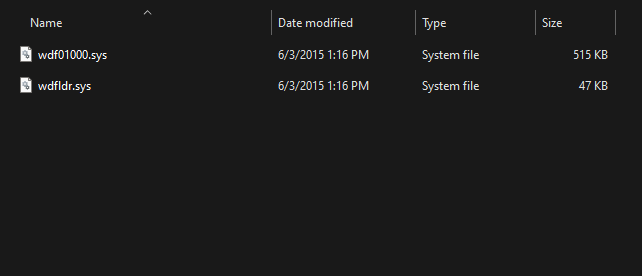 Name Date modified Type Size
wdf01000.sys 6/3/2015 1:16 PM System file 515 KB
wdfldr.sys 6/3/2015 1:16 PM System file 47 KB